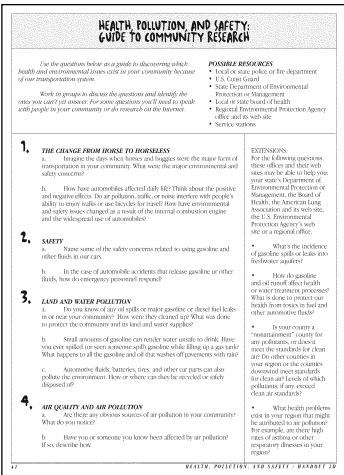 HEALTH, POLLUTION, AND SAFETY:
GUIDE TO COMMUNITY RESEARCH
Use the questions below as a guide to discovering which
health and environmental issues exist in your community because
of our transportation system.
Work in groups to discuss the questions and identify the
ones you can't yet answer. For some questions you'll need to speak
with people in your community or do research on the Internet.
POSSIBLE RESOURCES
• Local or state police or fire department
• U.S. Coast Guard
• State Department of Environmental
Protection or Management
• Local or state board of health
• Regional Environmental Protection Agency
office and its web site
• Service stations
1. THE CHANGE FROM HORSE TO HORSELESS
a. Imagine the days when horses and buggies were the major form of
transportation in your community. What were the major environmental and
safety concerns?
b. How have automobiles affected daily life? Think about the positive
and negative effects. Do air pollution, traffic, or noise interfere with people's
ability to enjoy walks or use bicycles for travel? How have environmental
and safety issues changed as a result of the internal combustion engine
and the widespread use of automobiles?
2. SAFETY
a. Name some of the safety concerns related to using gasoline and
other fluids in our cars.
b. In the case of automobile accidents that release gasoline or other
fluids, how do emergency personnel respond?
3. LAND AND WATER POLLUTION
a. Do you know of any oil spills or major gasoline or diesel fuel leaks
in or near your community? How were they cleaned up? What was done
to protect the community and its land and water supplies?
b. Small amounts of gasoline can render water unsafe to drink. Have
you ever spilled (or seen someone spill) gasoline while filling up a gas tank?
What happens to all the gasoline and oil that washes off pavements with rain?
c. Automotive fluids, batteries, tires, and other car parts can also
pollute the environment. How or where can they be recycled or safely
disposed of?
4. AIR QUALITY AND AIR POLLUTION
a. Are there any obvious sources of air pollution in your community?
What do you notice?
b. Have you or someone you know been affected by air pollution?
If so, describe how.
EXTENSIONS:
For the following questions,
these offices and their web
sites may be able to help you:
your state's Department of
Environmental Protection or
Management, the Board of
Health, the American Lung
Association and its web site,
the U.S. Environmental
Protection Agency's web
site or a regional office.
• What's the incidence
of gasoline spills or leaks into
freshwater aquifers?
• How do gasoline
and oil runoff affect health
or water treatment processes?
What is done to protect our
health from toxics in fuel and
other automotive fluids?
• Is your county a
"nonattainment" county for
any pollutants, or does it
meet the standards for clean
air? Do other counties in
your region or the counties
downwind meet standards
for clean air? Levels of which
pollutants, if any, exceed
clean air standards?
• What health problems
exist in your region that might
be attributed to air pollution?
For example, are there high
rates of asthma or other
respiratory illnesses in your
region?
HEALTH, POLLUTION, AND SAFETY / HANDOUT 2B